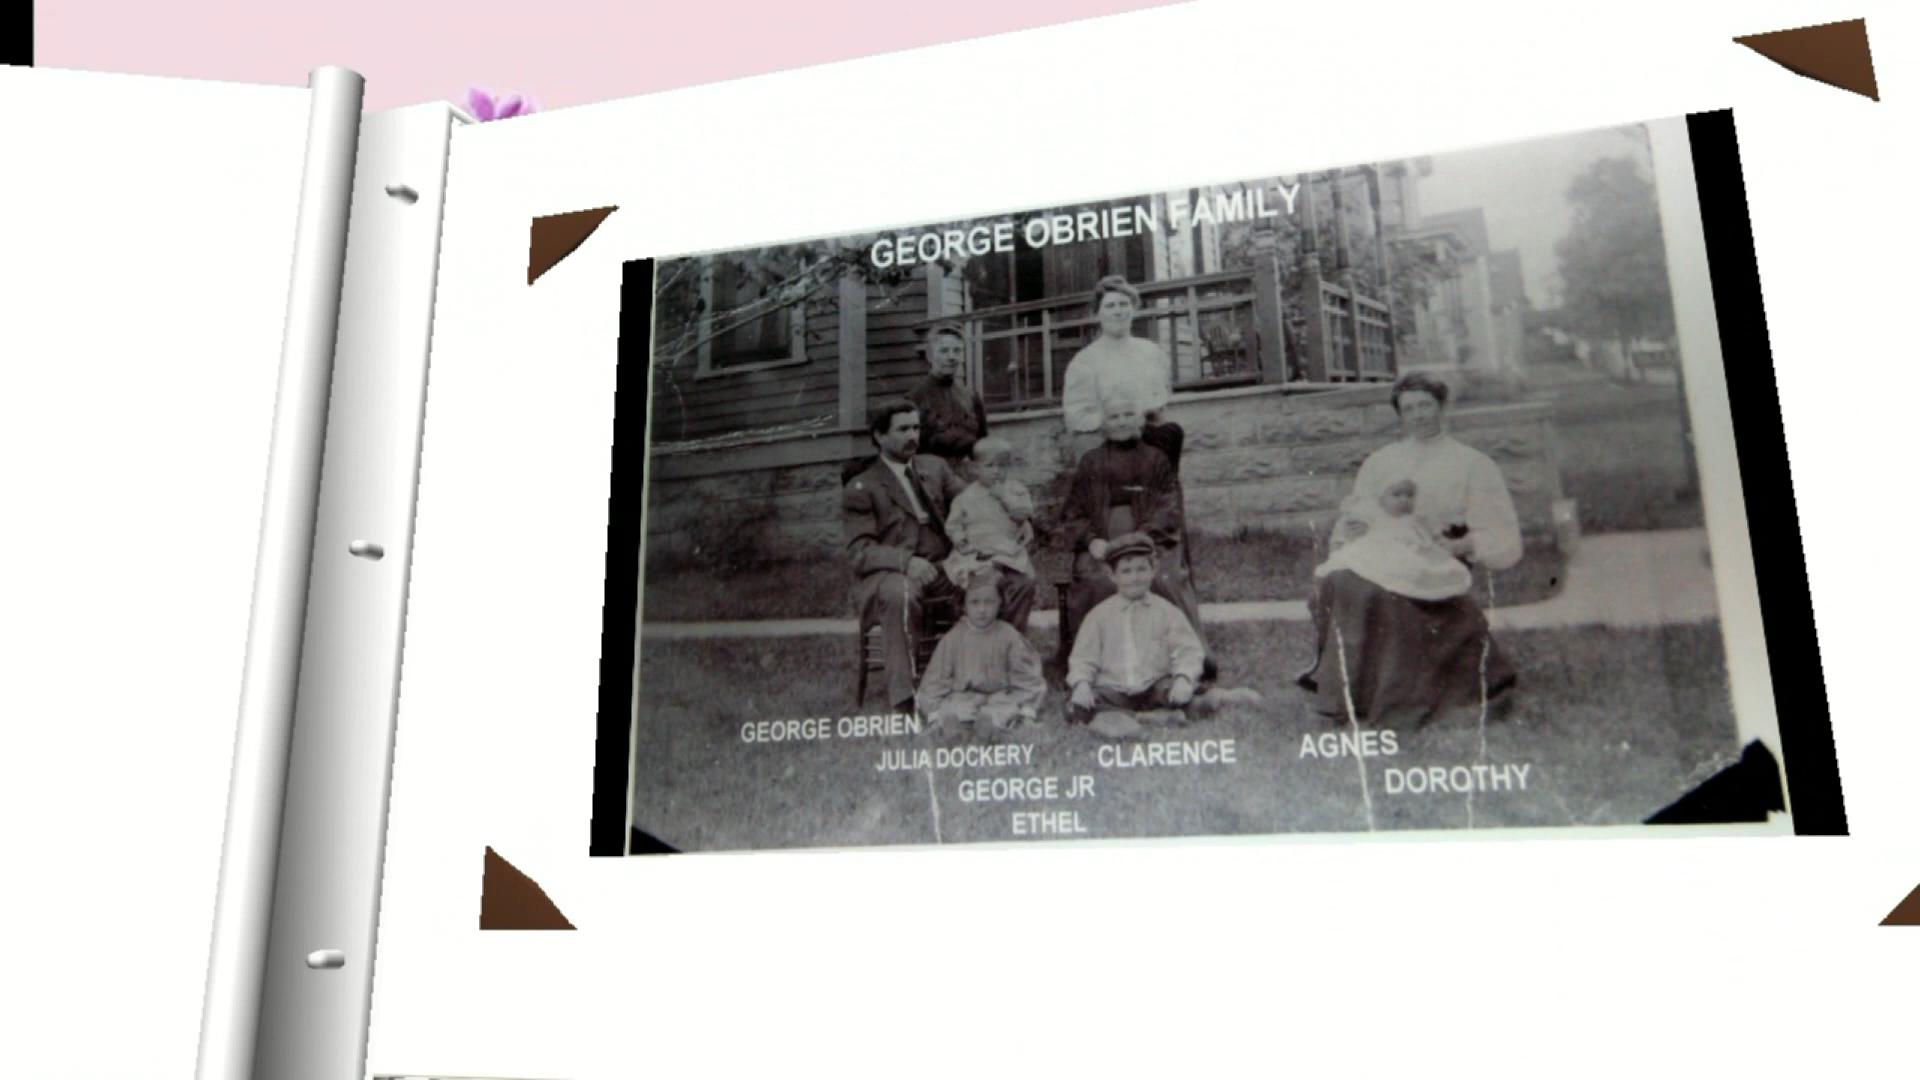 GEORGE OBRIEN FAMILY
GEORGE OBRIEN
JULIA DOCKERY
GEORGE JR
ETHEL
CLARENCE
AGNES
DOROTHY